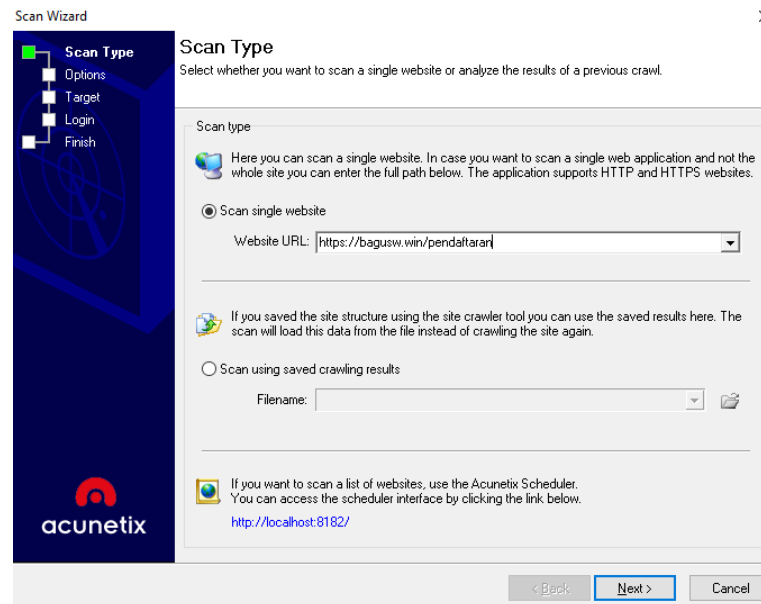 Scan Wizard
Scan Type
Options
Target
Login
Finish
Scan Type
Select whether you want to scan a single website or analyze the results of a previous crawl.
Scan type
Here you can scan a single website. In case you want to scan a single web application and not the
whole site you can enter the full path below. The application supports HTTP and HTTPS websites.
Scan single website
Website URL: https://bagusw.win/pendaftaran
If you saved the site structure using the site crawler tool you can use the saved results here. The
scan will load this data from the file instead of crawling the site again.
Scan using saved crawling results
Filename:
If you want to scan a list of websites, use the Acunetix Scheduler.
You can access the scheduler interface by clicking the link below.
http://localhost:8182/
acunetix
< Back
Next >
Cancel